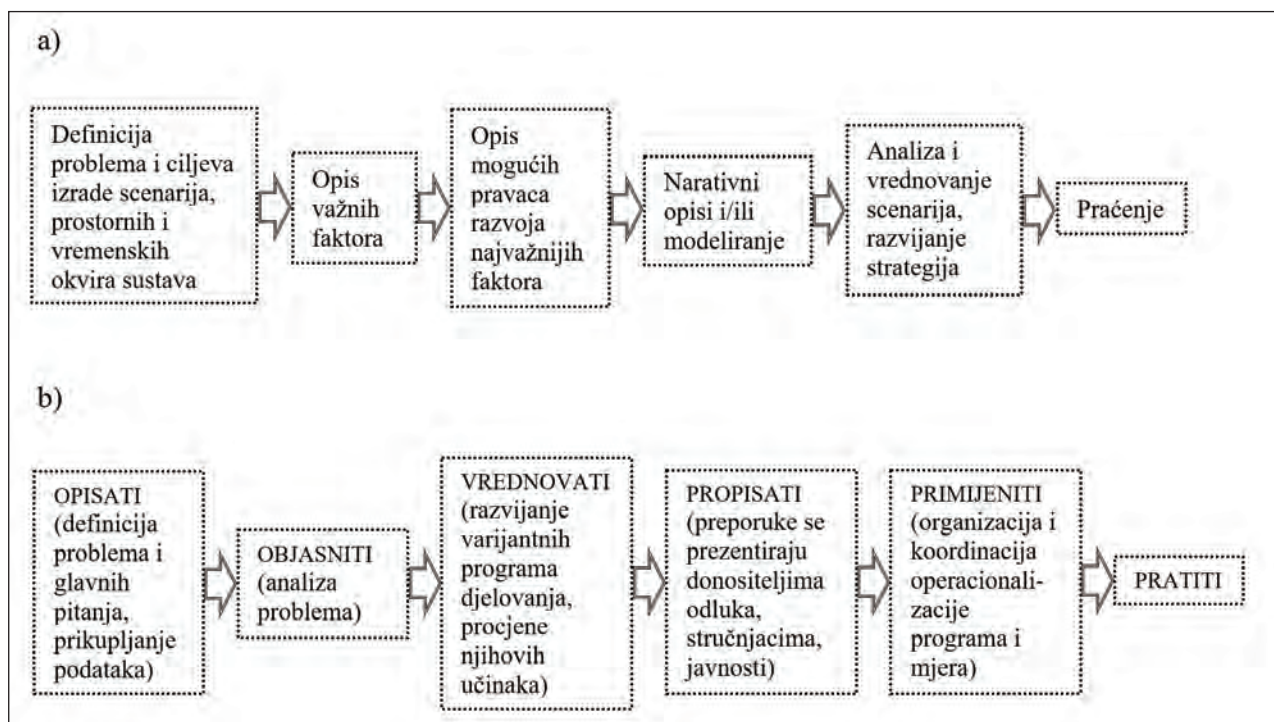 a)
Definicija
problema i ciljeva
izrade scenarija,
prostornih i
vremenskih
okvira sustava
Opis
važnih
faktora
Opis
mogućih
pravaca
razvoja
najvažnijih
faktora
Narativni
opisi i/ili
modeliranje
Analiza i
vrednovanje
scenarija,
razvijanje
strategija
Praćenje
b)
OPISATI
(definicija
problema i
glavnih
pitanja,
prikupljanje
podataka)
OBJASNITI
(analiza
problema)
VREDNOVATI
(razvijanje
varijantnih
programa
djelovanja,
procjene
njihovih
učinaka)
PROPISATI
(preporuke se
prezentiraju
donositeljima
odluka,
stručnjacima,
javnosti)
PRIMIJENITI
(organizacija i
koordinacija
operacionali-
zacije
programa i
mjera)
PRATITI